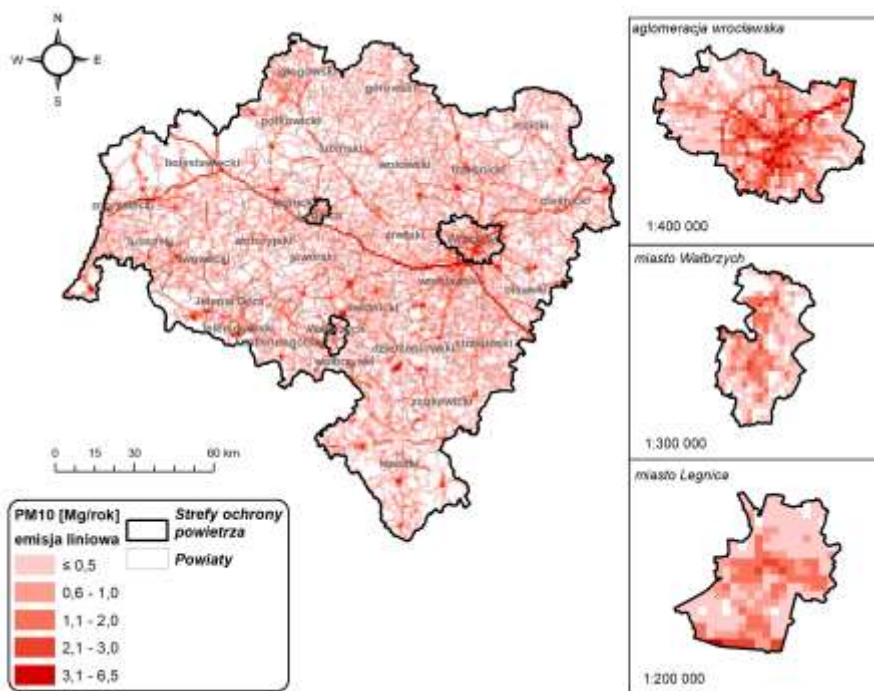 N
W E
S
aglomeracja wrocławska
1:400 000
miasto Wałbrzych
1:300 000
miasto Legnica
1:200 000
głogowski
górowski
polkowicki
milicki
bolesławiecki
lubiński
wołowski
trzebnicki
oleśnicki
zgorzelecki
średzki
Wrocław
lubański
lwówecki
złotoryjski
jaworski
wrocławski
oławski
Jelenia Góra
świdnicki
kamiennogórski
Wałbrzych
wałbrzyski
dzierżoniowski
strzeliński
ząbkowicki
kłodzki
0 15 30 60 km
PM10 [Mg/rok]
emisja liniowa
≤ 0,5
0,6 - 1,0
1,1 - 2,0
2,1 - 3,0
3,1 - 6,5
Strefy ochrony
powietrza
Powiaty